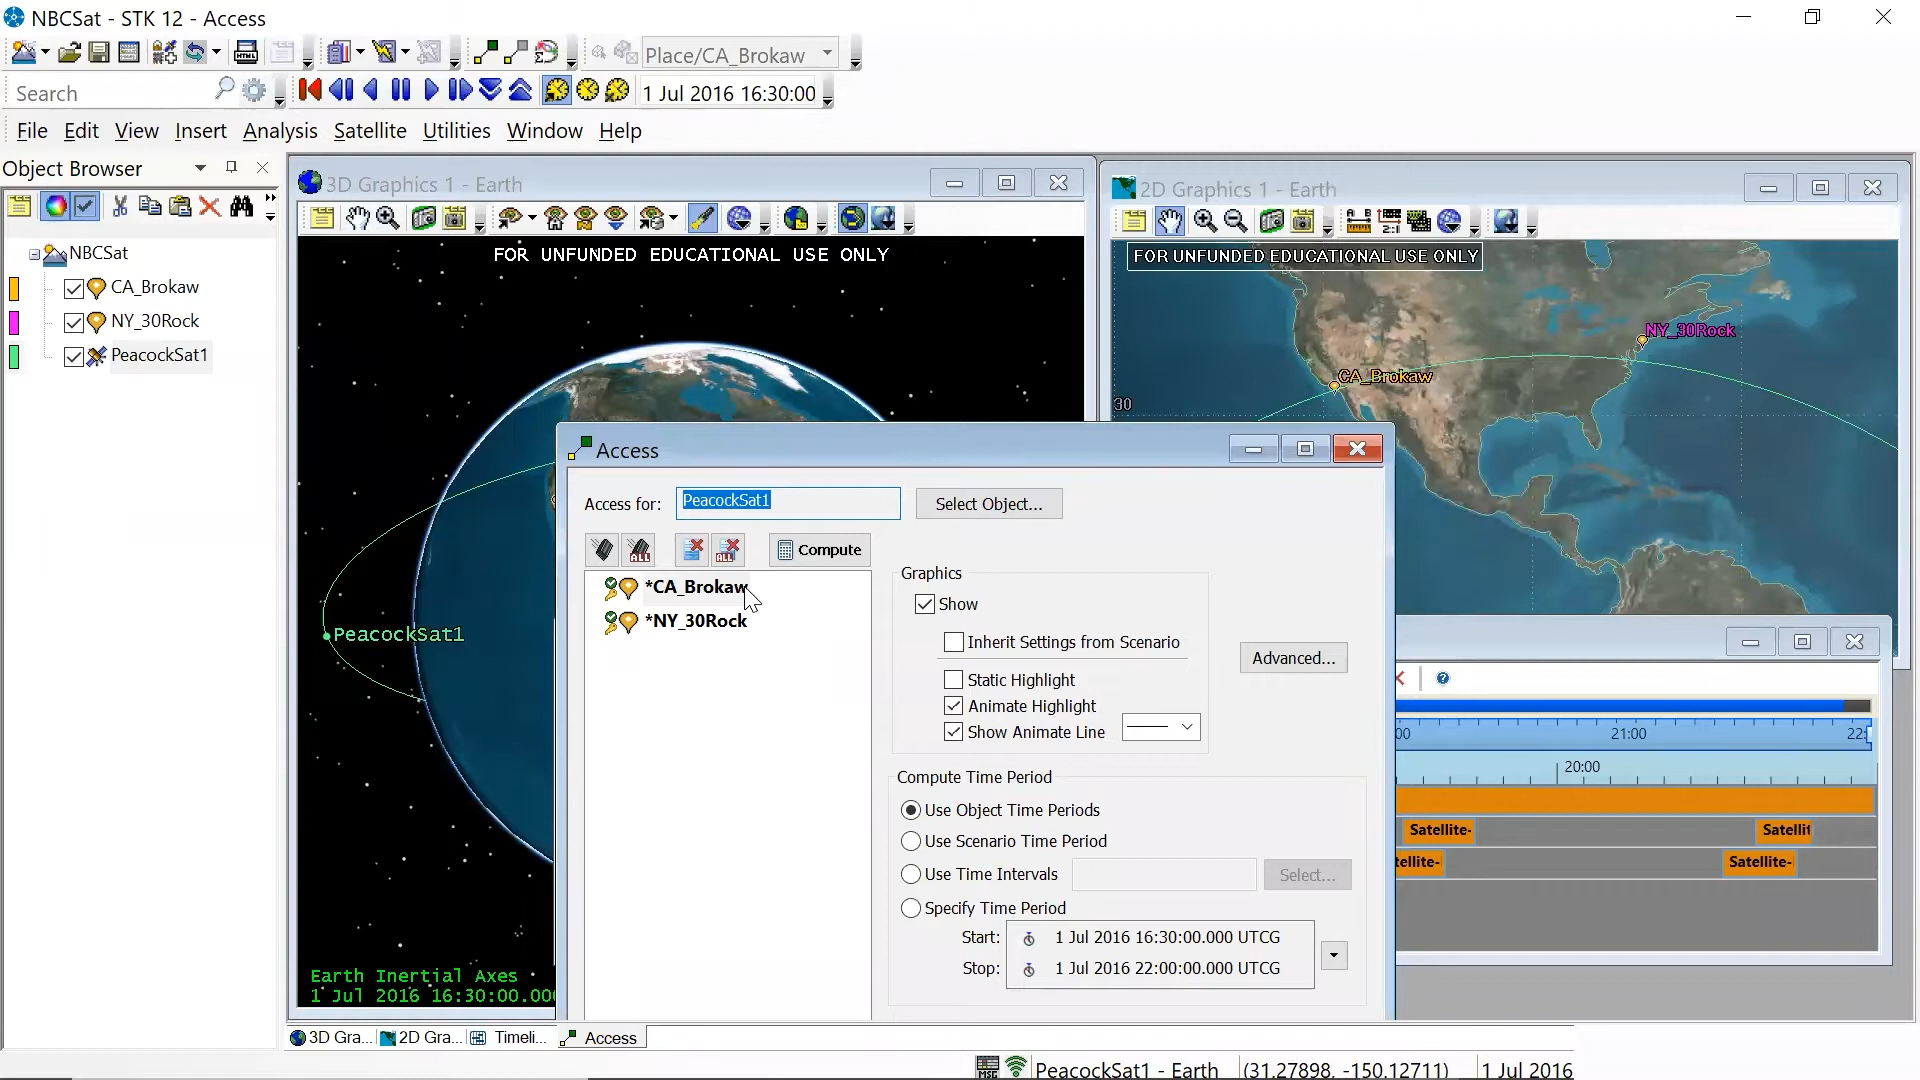 NBCSat - STK 12 - Access
Place/CA_Brokaw
Search
1 Jul 2016 16:30:00
File Edit View Insert Analysis Satellite Utilities Window Help
Object Browser
NBCSat
CA_Brokaw
NY_30Rock
PeacockSat1
3D Graphics 1 - Earth
FOR UNFUNDED EDUCATIONAL USE ONLY
PeacockSat1
Earth Inertial Axes
1 Jul 2016 16:30:00.00
2D Graphics 1 - Earth
FOR UNFUNDED EDUCATIONAL USE ONLY
NY_30Rock
CA_Brokaw
30
Access
Access for: PeacockSat1 Select Object...
ALL ALL Compute
*CA_Brokaw
*NY_30Rock
Graphics
Show
Inherit Settings from Scenario
Static Highlight
Animate Highlight
Show Animate Line
Advanced...
Compute Time Period
Use Object Time Periods
Use Scenario Time Period
Use Time Intervals Select...
Specify Time Period
Start: 1 Jul 2016 16:30:00.000 UTCG
Stop: 1 Jul 2016 22:00:00.000 UTCG
00 21:00 22:
20:00
Satellite- Satellit
tellite- Satellite-
3D Gra... 2D Gra... Timeli... Access
MSG PeacockSat1 - Earth (31.27898, -150.12711) 1 Jul 2016